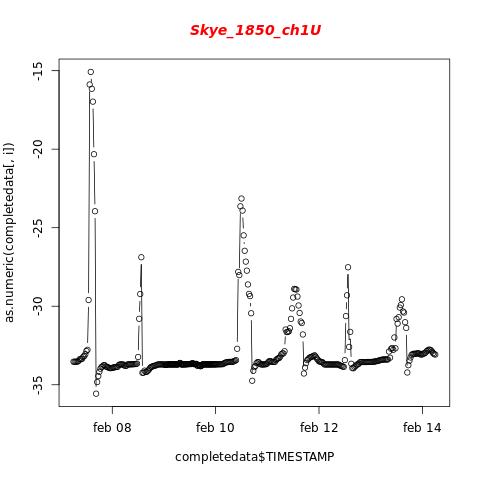 Skye_1850_ch1U
as.numeric(completedata[, i])
-15
-20
-25
-30
-35
feb 08
feb 10
feb 12
feb 14
completedata$TIMESTAMP